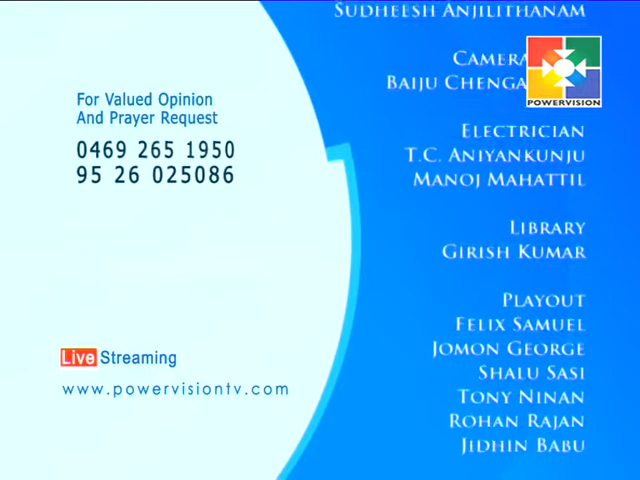 For Valued Opinion
And Prayer Request
0469 265 1950
95 26 025086
Live Streaming
www.powervisiontv.com
SUDHEESH ANJILITHANAM
BAIJU
ELECTRICIAN
T.C. ANIYANKUNJU
MANOJ MAHATTIL
LIBRARY
GIRISH KUMAR
PLAYOUT
FELIX SAMUEL
JOMON GEORGE
SHALU SASI
TONY NINAN
ROHAN RAJAN
JIDHIN BABU
POWERVISION